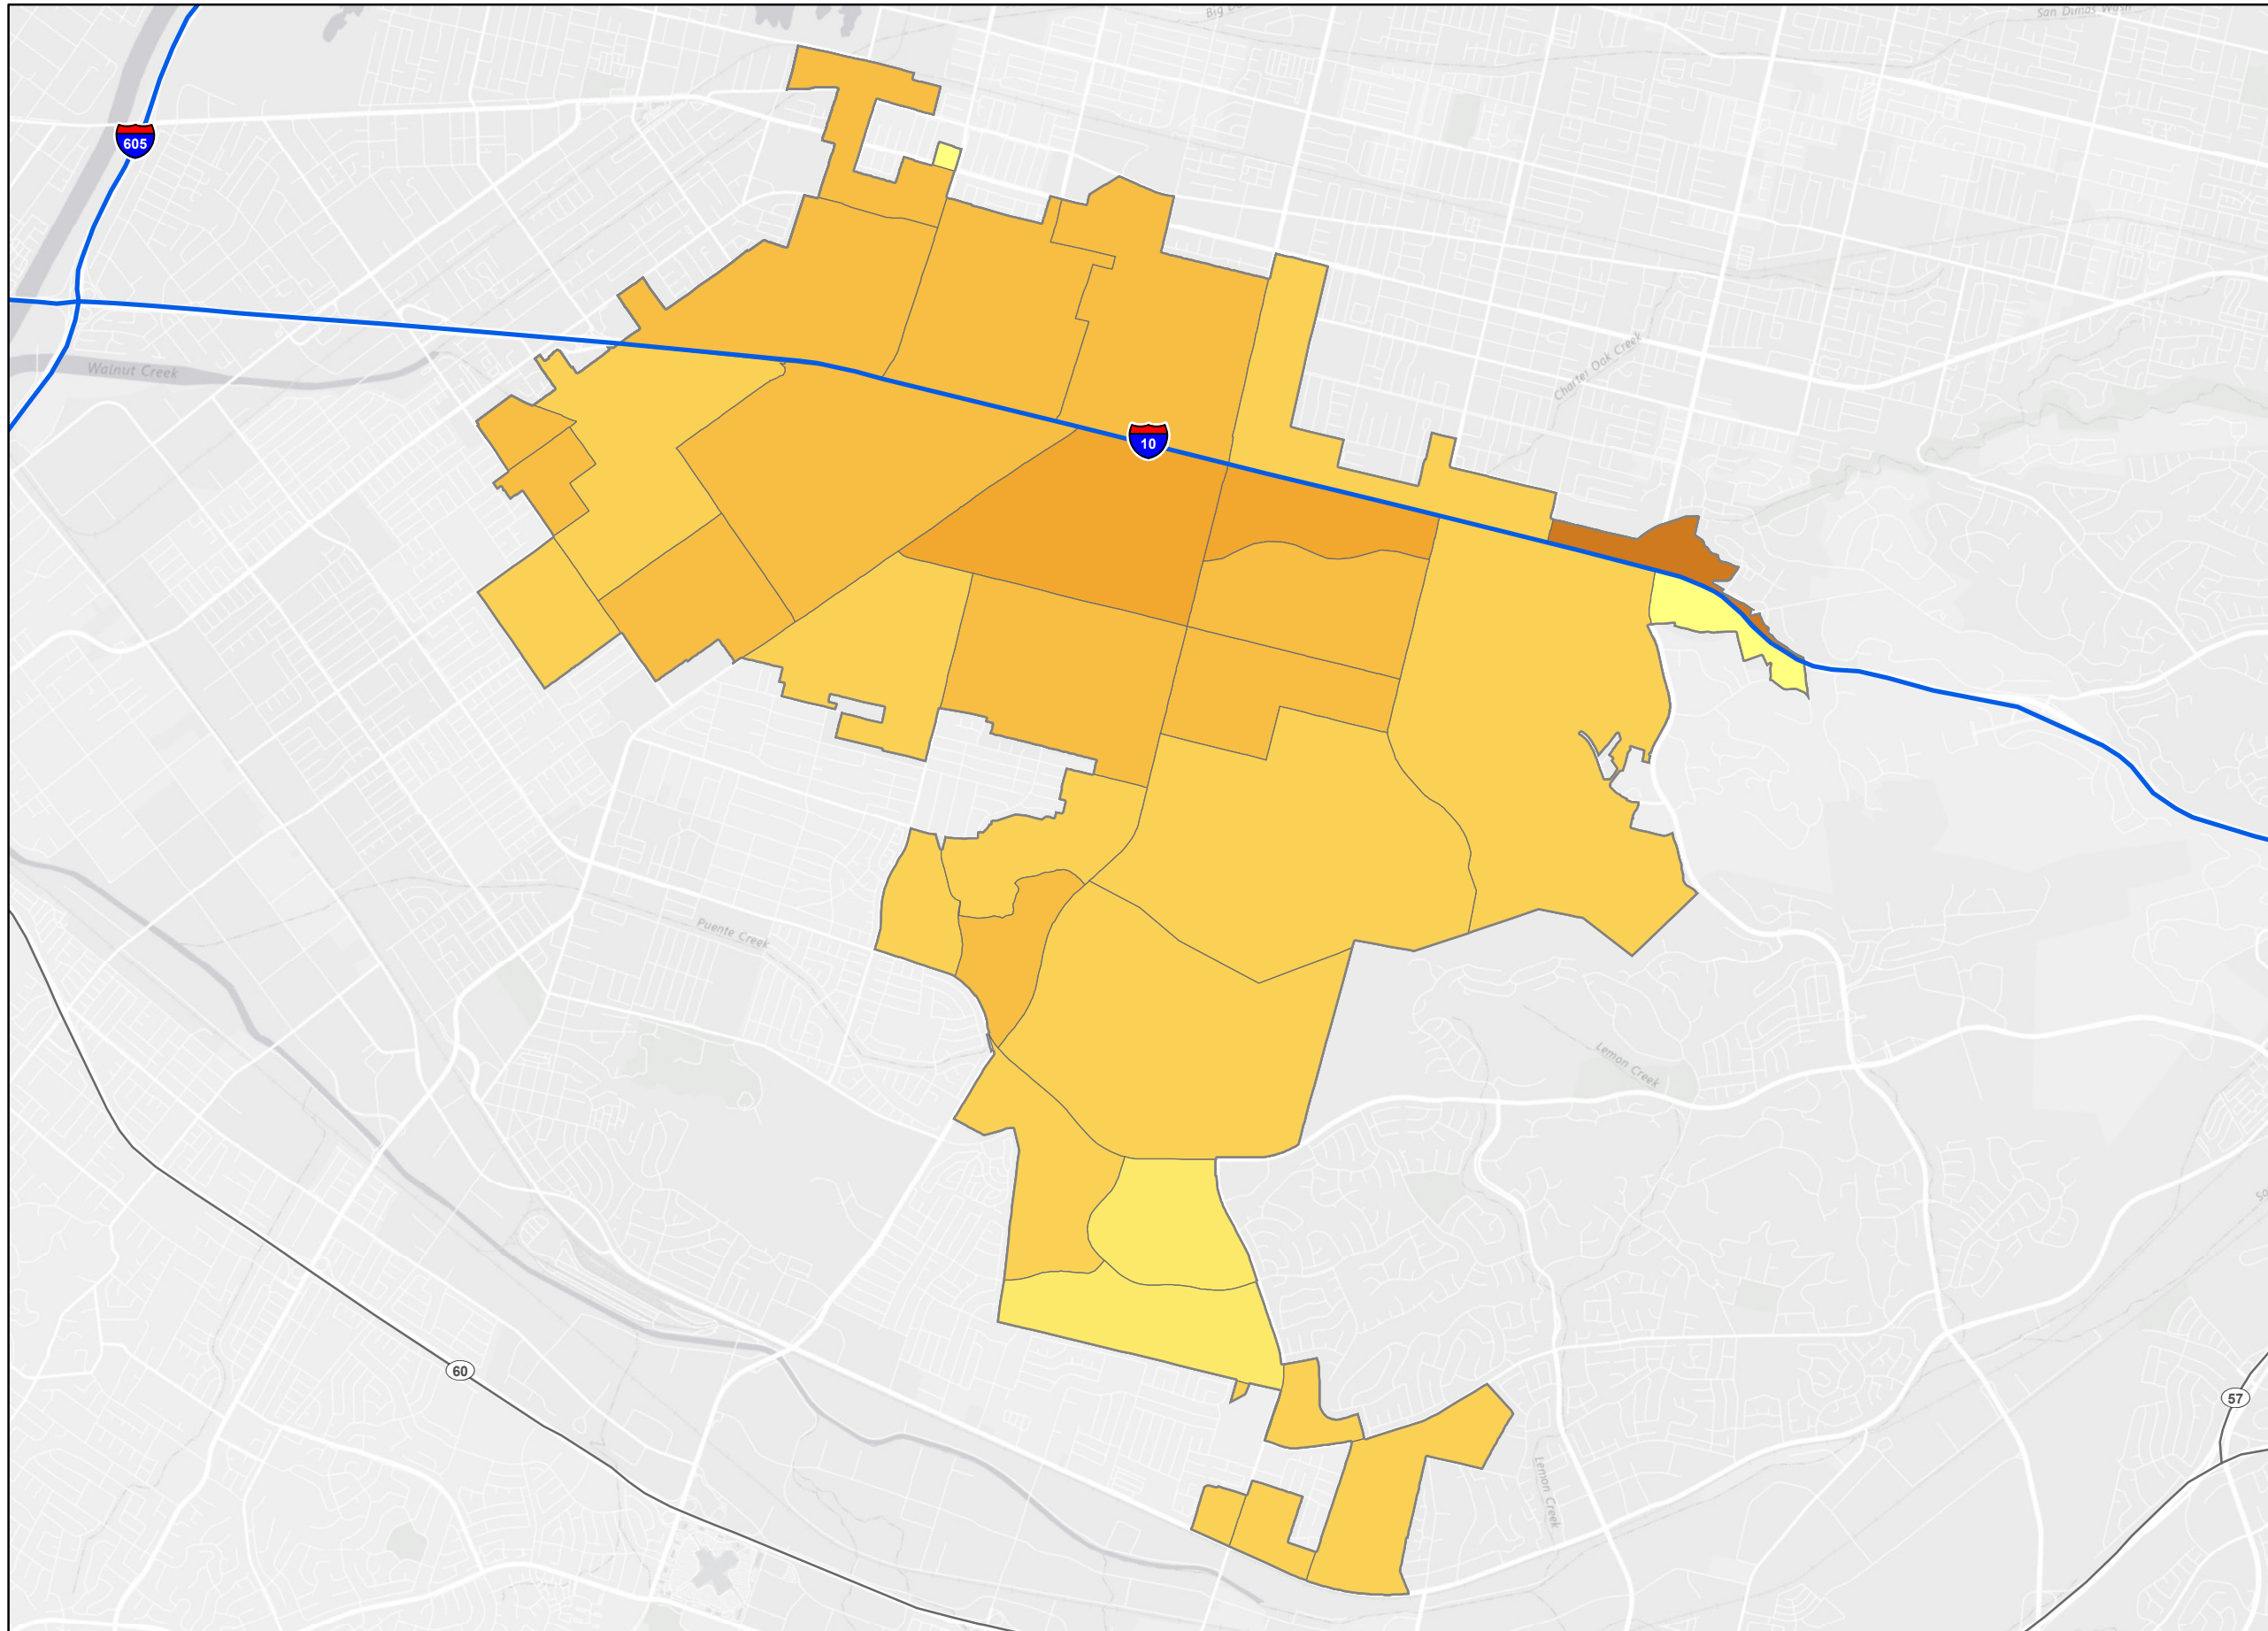 San Dimas Wash
605
Walnut Creek
Charter Oak Creek
10
Puente Creek
Lemon Creek
60
57
Lemon Creek